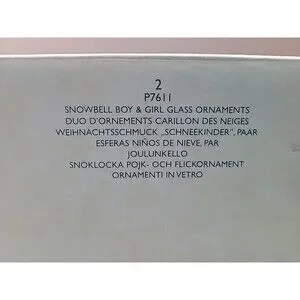 2
P7611
SNOWBELL BOY & GIRL GLASS ORNAMENTS
DUO D'ORNEMENTS CARILLON DES NEIGES
WEIHNACHTSSCHMUCK „SCHNEEKINDER", PAAR
ESFERAS NIÑOS DE NIEVE, PAR
JOULUNKELLO
SNOKLOCKA POJK- OCH FLICKORNAMENT
ORNAMENTI IN VETRO